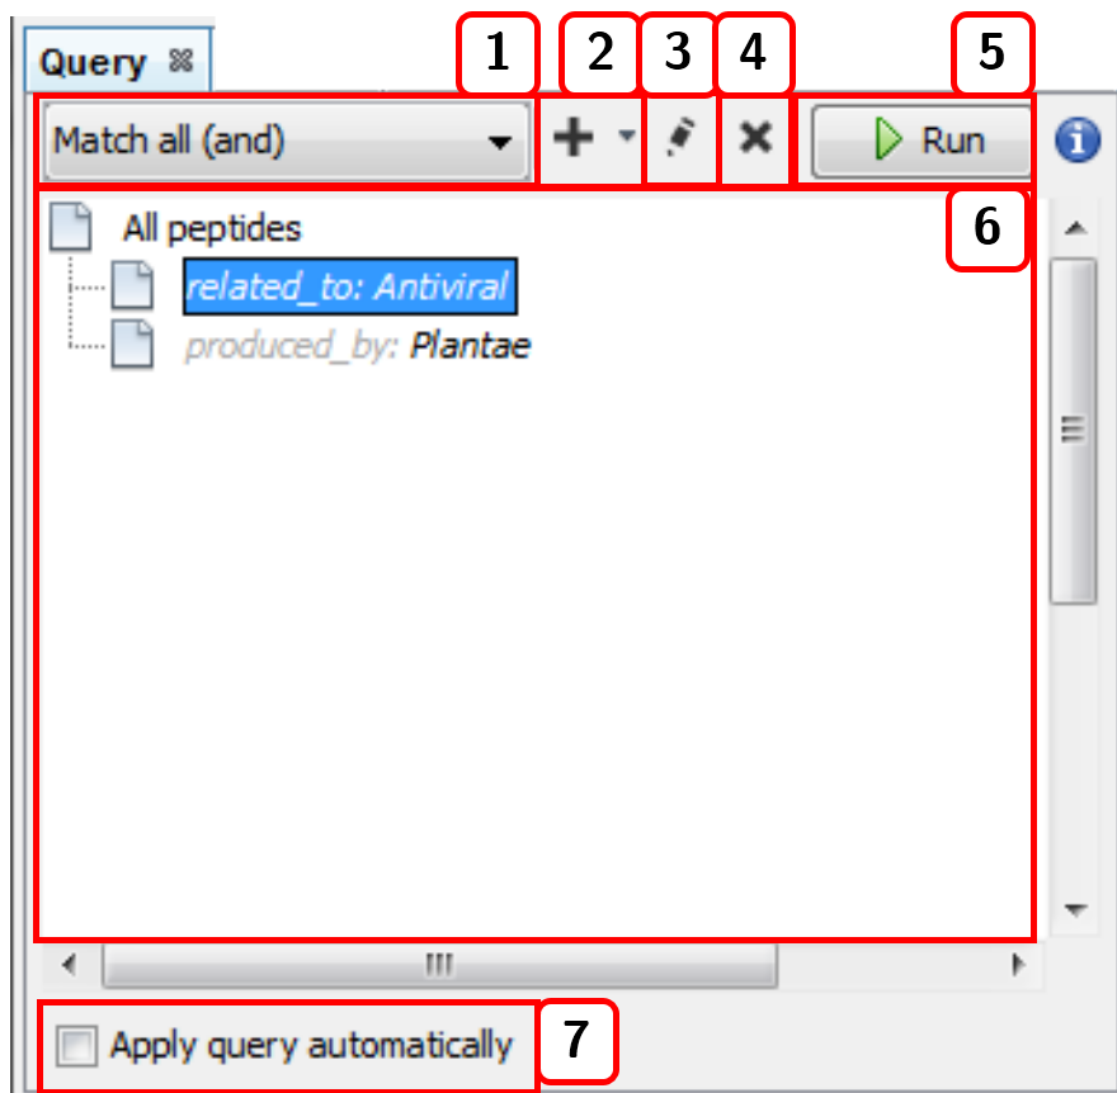 Query
1 2 3 4 5
Match all (and) Run
All peptides
6
related_to: Antiviral
produced_by: Plantae
Apply query automatically
7